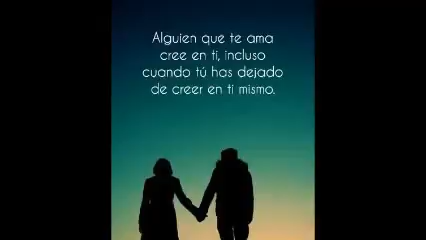 Alguien que te ama
cree en ti, incluso
cuando tú has dejado
de creer en ti mismo.